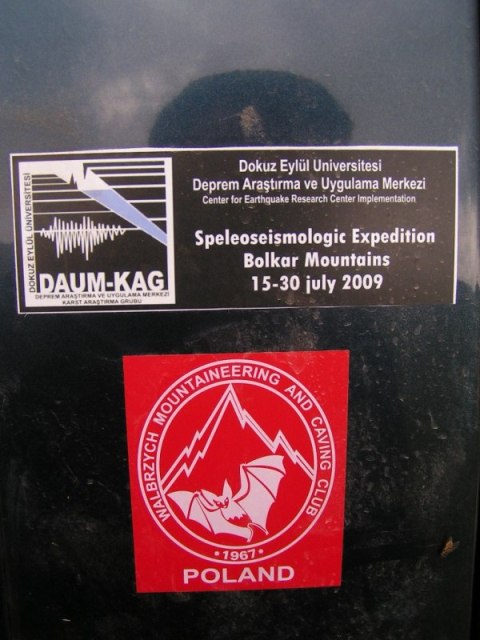 DOKUZ EYLÜL ÜNİVERSİTESİ
DAUM-KAG
DEPREM ARAŞTIRMA VE UYGULAMA MERKEZİ
KARST ARAŞTIRMA GRUBU
Dokuz Eylül Universitesi
Deprem Araştırma ve Uygulama Merkezi
Center for Earthquake Research Center Implementation
Speleoseismologic Expedition
Bolkar Mountains
15-30 july 2009
WALBRZYCH MOUNTAINEERING AND CAVING CLUB
•1967•
POLAND